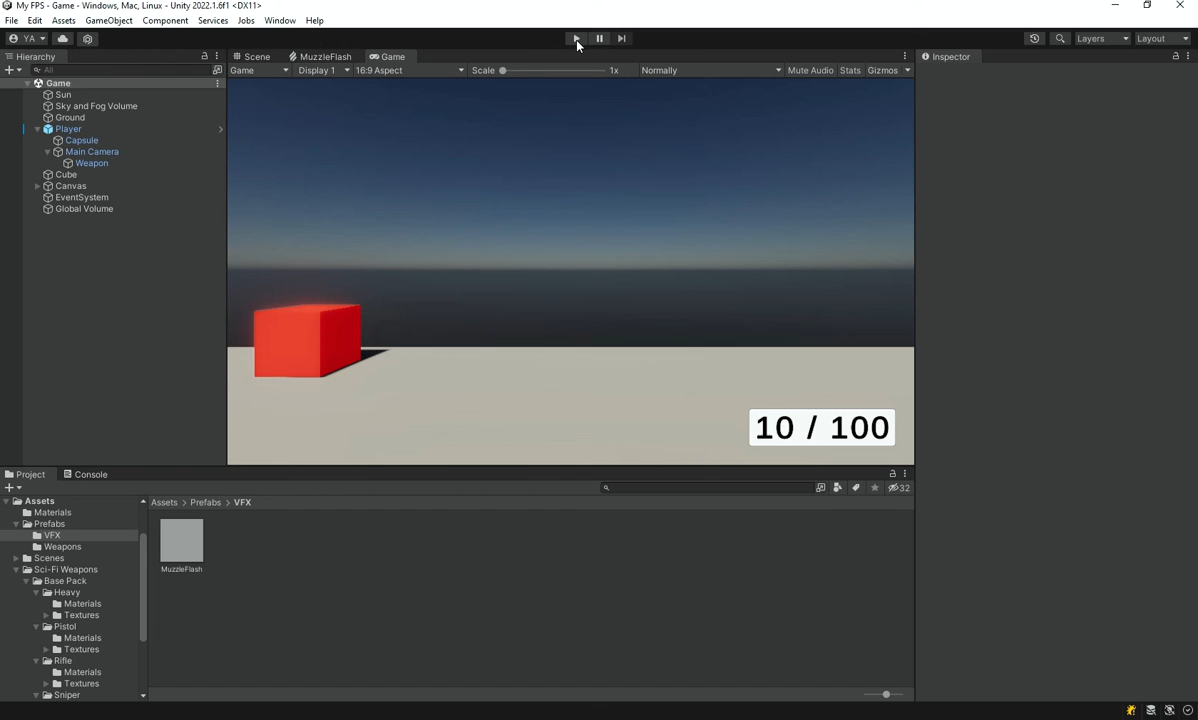 My FPS - Game - Windows, Mac, Linux - Unity 2022.1.6f1 <DX11>
File Edit Assets GameObject Component Services Jobs Window Help
YA Layers Layout
Hierarchy Scene MuzzleFlash Game Inspector
All Game Display 1 16:9 Aspect Scale 1x Normally Mute Audio Stats Gizmos
Game
Sun
Sky and Fog Volume
Ground
Player
Capsule
Main Camera
Weapon
Cube
Canvas
EventSystem
Global Volume
10 / 100
Project Console
32
Assets
Materials
Prefabs
VFX
Weapons
Scenes
Sci-Fi Weapons
Base Pack
Heavy
Materials
Textures
Pistol
Materials
Textures
Rifle
Materials
Textures
Sniper
Assets > Prefabs > VFX
MuzzleFlash